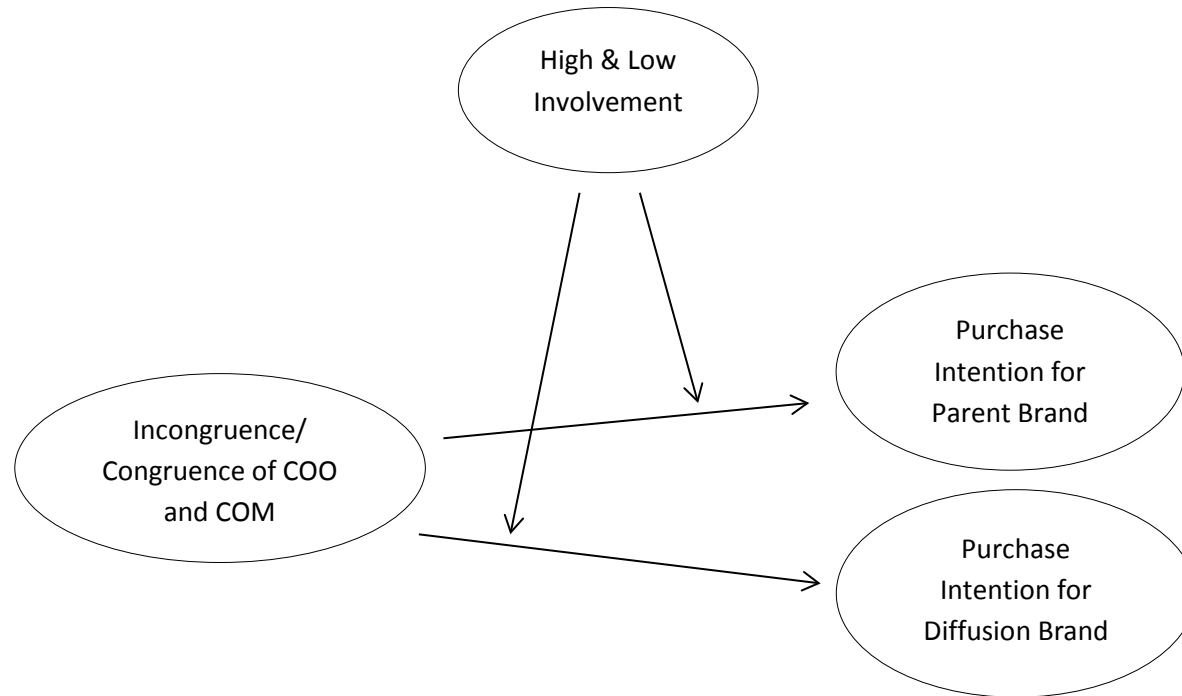 High & Low
Involvement
Purchase
Intention for
Parent Brand
Incongruence/
Congruence of COO
and COM
Purchase
Intention for
Diffusion Brand